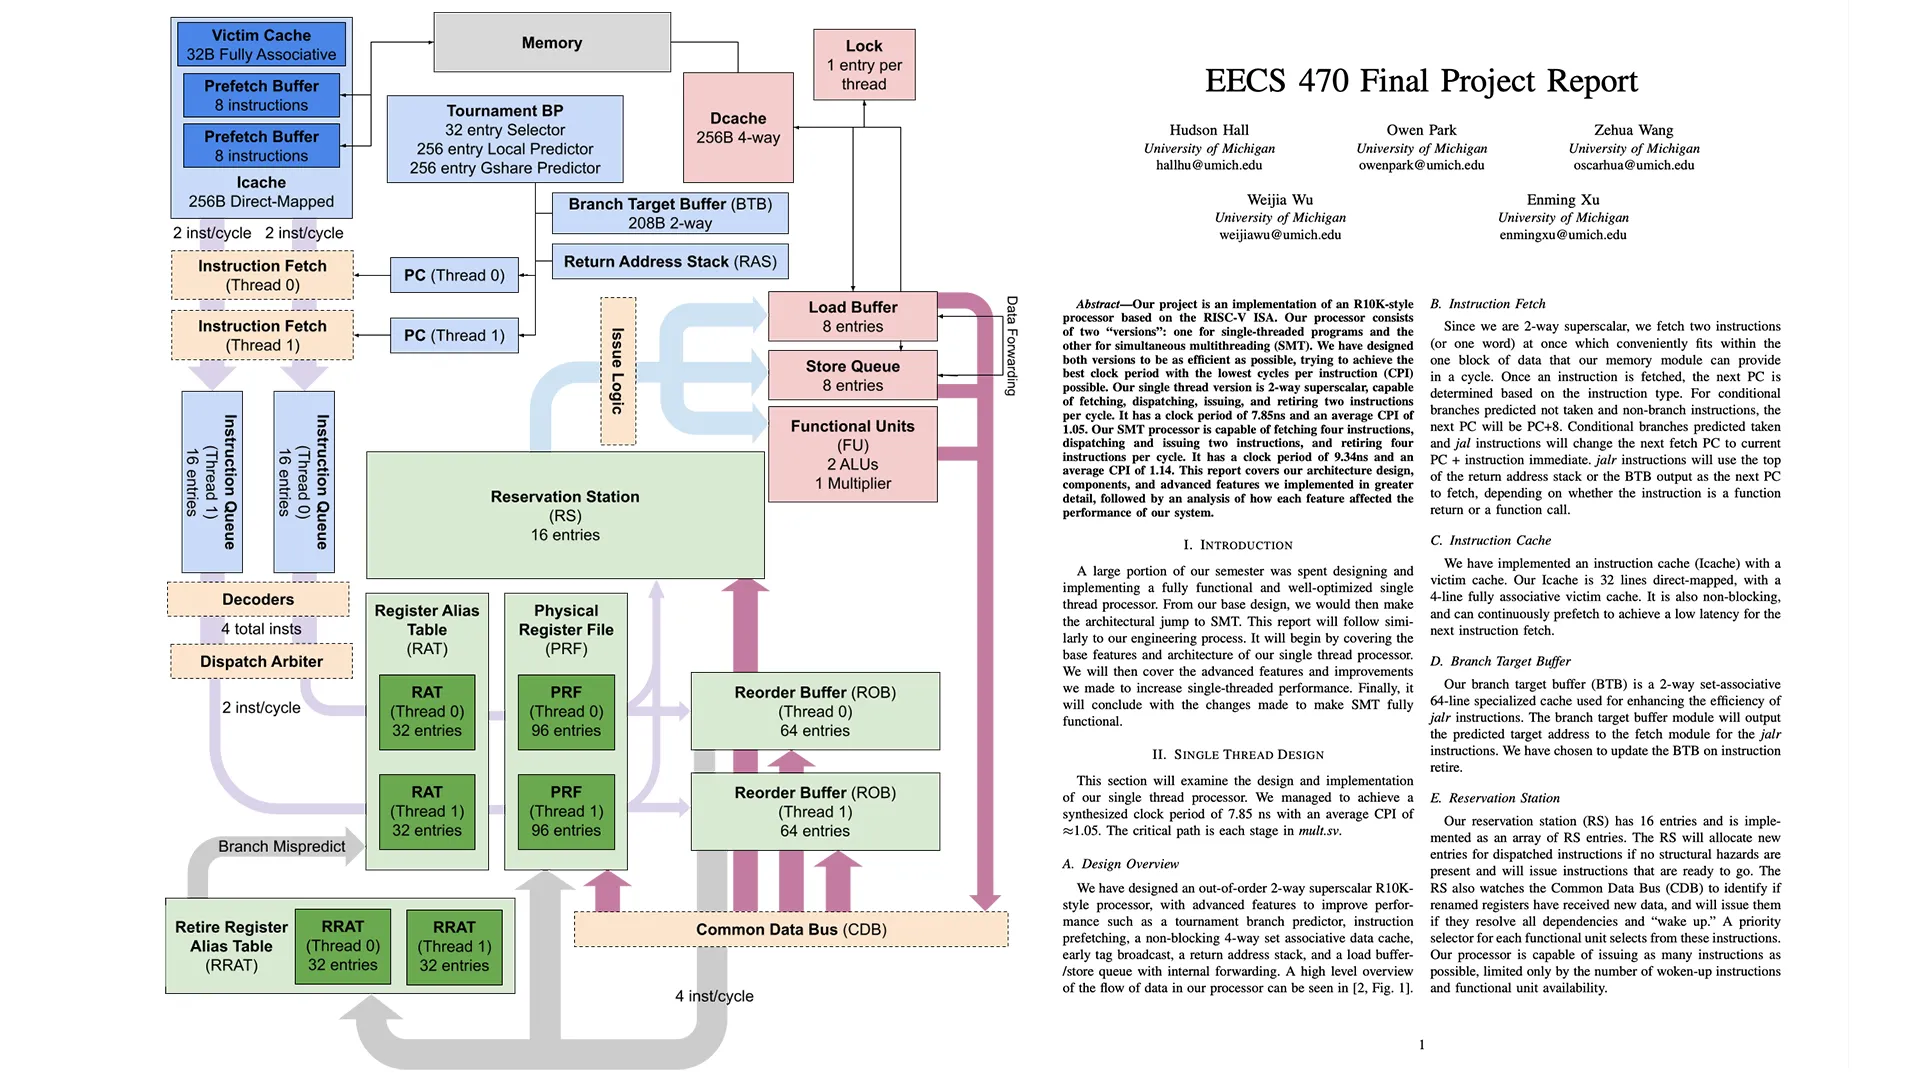 Victim Cache
32B Fully Associative
Prefetch Buffer
8 instructions
Prefetch Buffer
8 instructions
Icache
256B Direct-Mapped
2 inst/cycle 2 inst/cycle
Instruction Fetch
(Thread 0)
Instruction Fetch
(Thread 1)
Memory
Tournament BP
32 entry Selector
256 entry Local Predictor
256 entry Gshare Predictor
Branch Target Buffer (BTB)
208B 2-way
Return Address Stack (RAS)
PC (Thread 0)
PC (Thread 1)
Dcache
256B 4-way
Lock
1 entry per
thread
Load Buffer
8 entries
Store Queue
8 entries
Functional Units
(FU)
2 ALUs
1 Multiplier
Data Forwarding
Issue Logic
Instruction Queue
(Thread 1)
16 entries
Instruction Queue
(Thread 0)
16 entries
Reservation Station
(RS)
16 entries
Decoders
4 total insts
Dispatch Arbiter
2 inst/cycle
Register Alias
Table
(RAT)
RAT
(Thread 0)
32 entries
RAT
(Thread 1)
32 entries
Physical
Register File
(PRF)
PRF
(Thread 0)
96 entries
PRF
(Thread 1)
96 entries
Reorder Buffer (ROB)
(Thread 0)
64 entries
Reorder Buffer (ROB)
(Thread 1)
64 entries
Branch Mispredict
Retire Register
Alias Table
(RRAT)
RRAT
(Thread 0)
32 entries
RRAT
(Thread 1)
32 entries
Common Data Bus (CDB)
4 inst/cycle
EECS 470 Final Project Report
Hudson Hall
University of Michigan
hallhu@umich.edu
Owen Park
University of Michigan
owenpark@umich.edu
Zehua Wang
University of Michigan
oscarhua@umich.edu
Weijia Wu
University of Michigan
weijiawu@umich.edu
Enming Xu
University of Michigan
enmingxu@umich.edu
Abstract—Our project is an implementation of an R10K-style
processor based on the RISC-V ISA. Our processor consists
of two “versions”: one for single-threaded programs and the
other for simultaneous multithreading (SMT). We have designed
both versions to be as efficient as possible, trying to achieve the
best clock period with the lowest cycles per instruction (CPI)
possible. Our single thread version is 2-way superscalar, capable
of fetching, dispatching, issuing, and retiring two instructions
per cycle. It has a clock period of 7.85ns and an average CPI of
1.05. Our SMT processor is capable of fetching four instructions,
dispatching and issuing two instructions, and retiring four
instructions per cycle. It has a clock period of 9.34ns and an
average CPI of 1.14. This report covers our architecture design,
components, and advanced features we implemented in greater
detail, followed by an analysis of how each feature affected the
performance of our system.
I. INTRODUCTION
A large portion of our semester was spent designing and
implementing a fully functional and well-optimized single
thread processor. From our base design, we would then make
the architectural jump to SMT. This report will follow simi-
larly to our engineering process. It will begin by covering the
base features and architecture of our single thread processor.
We will then cover the advanced features and improvements
we made to increase single-threaded performance. Finally, it
will conclude with the changes made to make SMT fully
functional.
II. SINGLE THREAD DESIGN
This section will examine the design and implementation
of our single thread processor. We managed to achieve a
synthesized clock period of 7.85 ns with an average CPI of
≈1.05. The critical path is each stage in mult.sv.
A. Design Overview
We have designed an out-of-order 2-way superscalar R10K-
style processor, with advanced features to improve perfor-
mance such as a tournament branch predictor, instruction
prefetching, a non-blocking 4-way set associative data cache,
early tag broadcast, a return address stack, and a load buffer-
/store queue with internal forwarding. A high level overview
of the flow of data in our processor can be seen in [2, Fig. 1].
B. Instruction Fetch
Since we are 2-way superscalar, we fetch two instructions
(or one word) at once which conveniently fits within the
one block of data that our memory module can provide
in a cycle. Once an instruction is fetched, the next PC is
determined based on the instruction type. For conditional
branches predicted not taken and non-branch instructions, the
next PC will be PC+8. Conditional branches predicted taken
and jal instructions will change the next fetch PC to current
PC + instruction immediate. jalr instructions will use the top
of the return address stack or the BTB output as the next PC
to fetch, depending on whether the instruction is a function
return or a function call.
C. Instruction Cache
We have implemented an instruction cache (Icache) with a
victim cache. Our Icache is 32 lines direct-mapped, with a
4-line fully associative victim cache. It is also non-blocking,
and can continuously prefetch to achieve a low latency for the
next instruction fetch.
D. Branch Target Buffer
Our branch target buffer (BTB) is a 2-way set-associative
64-line specialized cache used for enhancing the efficiency of
jalr instructions. The branch target buffer module will output
the predicted target address to the fetch module for the jalr
instructions. We have chosen to update the BTB on instruction
retire.
E. Reservation Station
Our reservation station (RS) has 16 entries and is imple-
mented as an array of RS entries. The RS will allocate new
entries for dispatched instructions if no structural hazards are
present and will issue instructions that are ready to go. The
RS also watches the Common Data Bus (CDB) to identify if
renamed registers have received new data, and will issue them
if they resolve all dependencies and “wake up.” A priority
selector for each functional unit selects from these instructions.
Our processor is capable of issuing as many instructions as
possible, limited only by the number of woken-up instructions
and functional unit availability.
1